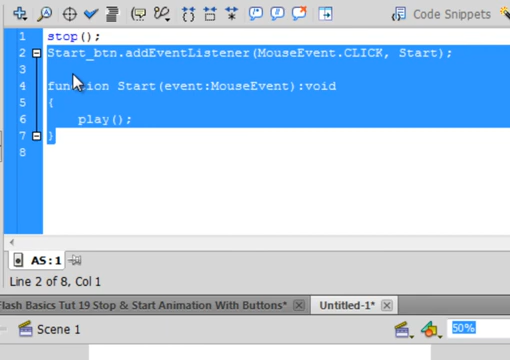 Code Snippets
1 stop();
2 Start_btn.addEventListener(MouseEvent.CLICK, Start);
3
4 function Start(event:MouseEvent):void
5 {
6 play();
7 }
8
AS:1
Line 2 of 8, Col 1
Flash Basics Tut 19 Stop & Start Animation With Buttons* Untitled-1*
Scene 1 50%